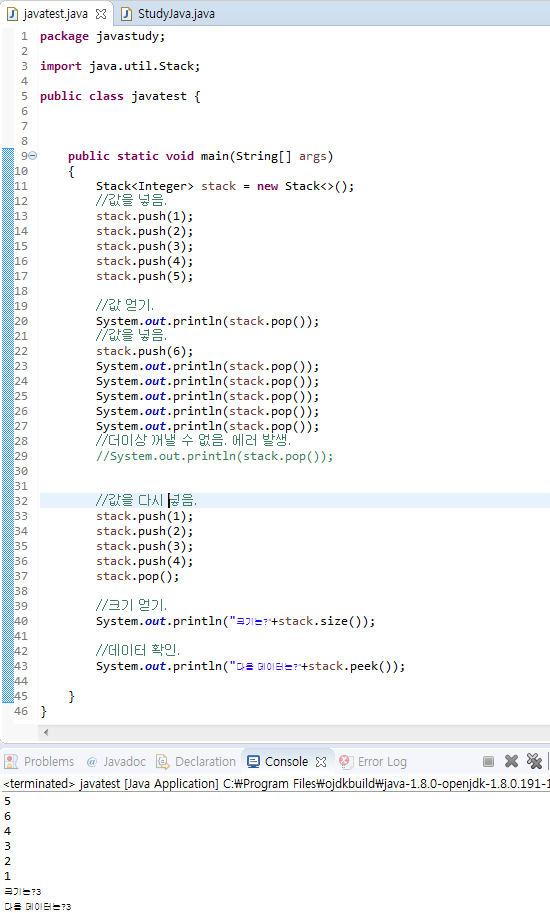 javatest.java StudyJava.java
1 package javastudy;
2
3 import java.util.Stack;
4
5 public class javatest {
6
7
8
9 public static void main(String[] args)
10 {
11 Stack<Integer> stack = new Stack<>();
12 //값을 넣음.
13 stack.push(1);
14 stack.push(2);
15 stack.push(3);
16 stack.push(4);
17 stack.push(5);
18
19 //값 얻기.
20 System.out.println(stack.pop());
21 //값을 넣음.
22 stack.push(6);
23 System.out.println(stack.pop());
24 System.out.println(stack.pop());
25 System.out.println(stack.pop());
26 System.out.println(stack.pop());
27 System.out.println(stack.pop());
28 //더이상 꺼낼 수 없음. 에러 발생.
29 //System.out.println(stack.pop());
30
31
32 //값을 다시 넣음.
33 stack.push(1);
34 stack.push(2);
35 stack.push(3);
36 stack.push(4);
37 stack.pop();
38
39 //크기 얻기.
40 System.out.println("크기는?"+stack.size());
41
42 //데이터 확인.
43 System.out.println("다음 데이터는?"+stack.peek());
44
45 }
46 }
Problems @ Javadoc Declaration Console Error Log
<terminated> javatest [Java Application] C:₩Program Files₩ojdkbuild₩java-1.8.0-openjdk-1.8.0.191-1
5
6
4
3
2
1
크기는?3
다음 데이터는?3